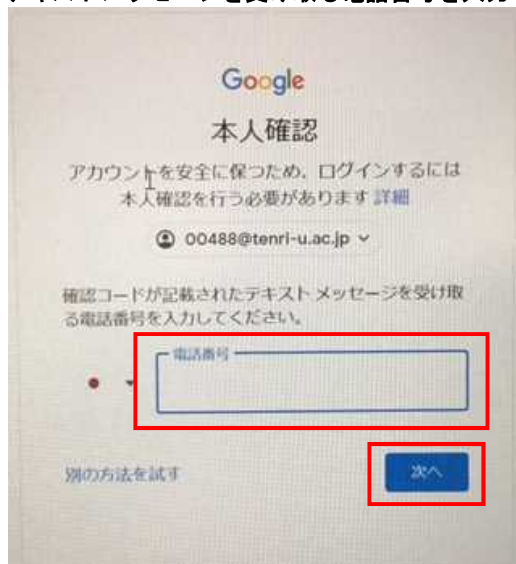 Google
本人確認
アカウントを安全に保つため、ログインするには
本人確認を行う必要があります 詳細
00488@tenri-u.ac.jp
確認コードが記載されたテキスト メッセージを受け取
る電話番号を入力してください。
電話番号
別の方法を試す
次へ